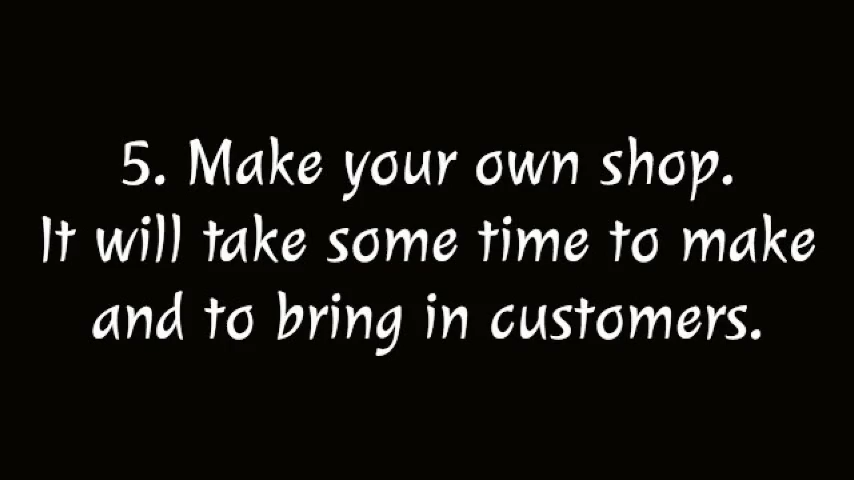 5. Make your own shop.
It will take some time to make
and to bring in customers.